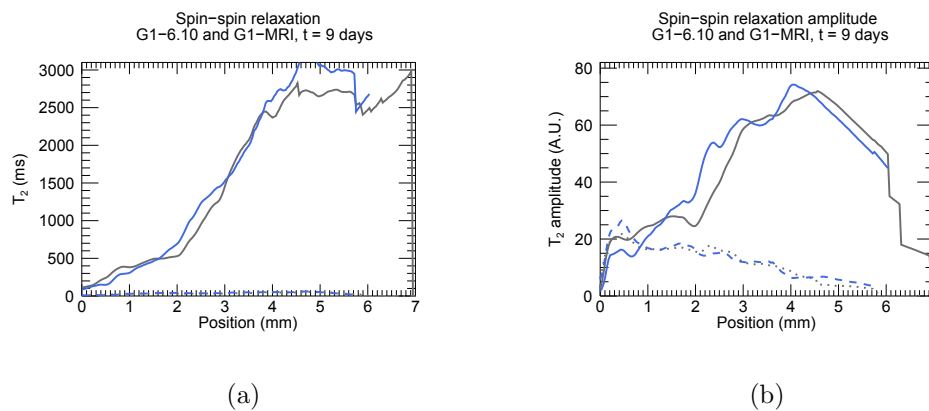 Spin−spin relaxation
G1−6.10 and G1−MRI, t = 9 days
3000
2500
2000
1500
1000
500
0
T2 (ms)
0 1 2 3 4 5 6 7
Position (mm)
(a)
Spin−spin relaxation amplitude
G1−6.10 and G1−MRI, t = 9 days
80
60
40
20
0
T2 amplitude (A.U.)
0 1 2 3 4 5 6
Position (mm)
(b)